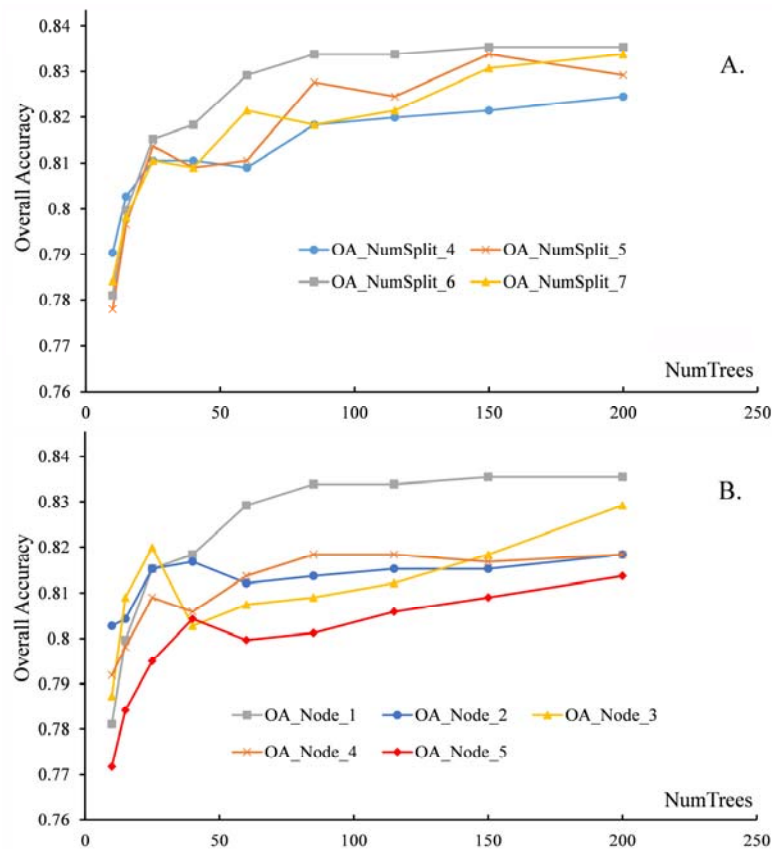 0.84
A.
0.83
0.82
0.81
Overall Accuracy
0.8
OA_NumSplit_4 OA_NumSplit_5
0.79
OA_NumSplit_6 OA_NumSplit_7
0.78
0.77
NumTrees
0.76
0 50 100 150 200 250
0.84
B.
0.83
0.82
0.81
Overall Accuracy
0.8
0.79
OA_Node_1 OA_Node_2 OA_Node_3
0.78
OA_Node_4 OA_Node_5
0.77
NumTrees
0.76
0 50 100 150 200 250